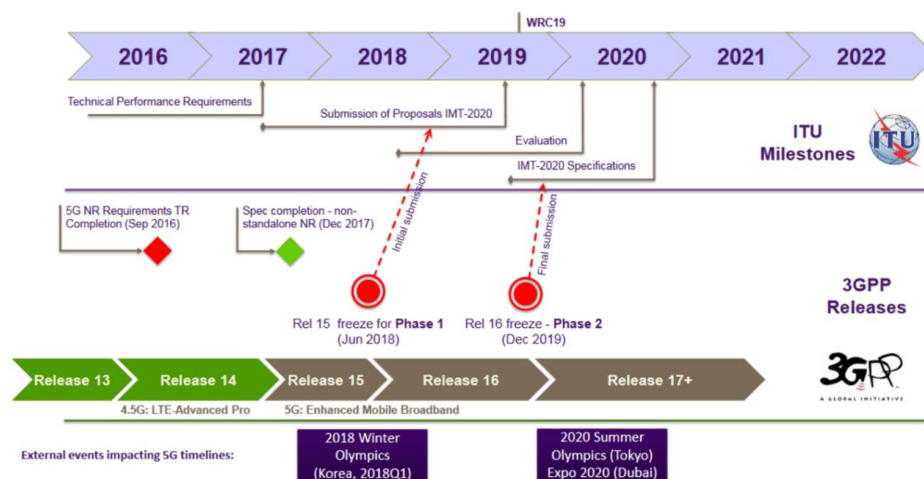 WRC19
2016 2017 2018 2019 2020 2021 2022
Technical Performance Requirements
Submission of Proposals IMT-2020
Evaluation
IMT-2020 Specifications
ITU
Milestones
ITU
Initial submission
Final submission
5G NR Requirements TR
Completion (Sep 2016)
Spec completion - non-
standalone NR (Dec 2017)
3GPP
Releases
Rel 15 freeze for Phase 1
(Jun 2018)
Rel 16 freeze - Phase 2
(Dec 2019)
Release 13 Release 14 Release 15 Release 16 Release 17+
3GPP
A GLOBAL INITIATIVE
4.5G: LTE-Advanced Pro
5G: Enhanced Mobile Broadband
External events impacting 5G timelines:
2018 Winter
Olympics
(Korea, 2018Q1)
2020 Summer
Olympics (Tokyo)
Expo 2020 (Dubai)